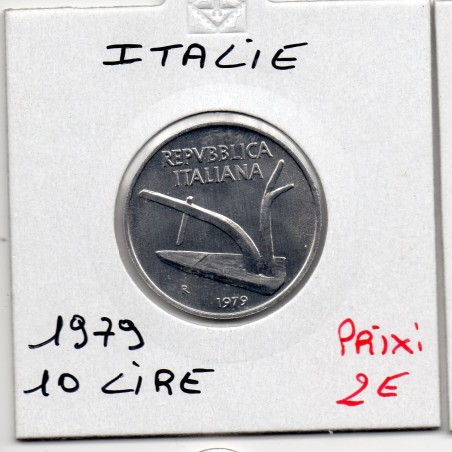 ITALIE
REPVBBLICA
ITALIANA
R
1979
1979
10 LIRE
PRIXI
2E